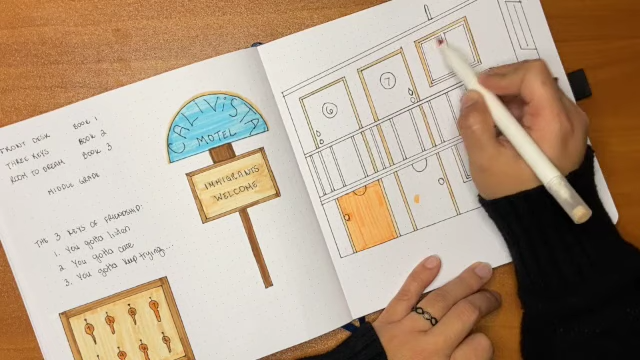 FRONT DESK BOOK 1
THREE KEYS BOOK 2
ROOM TO DREAM BOOK 3
MIDDLE GRADE
THE 3 KEYS OF FRIENDSHIP:
1. You gotta listen
2. You gotta care
3. You gotta keep trying...
CALIVISTA
MOTEL
IMMIGRANTS
WELCOME
6
7